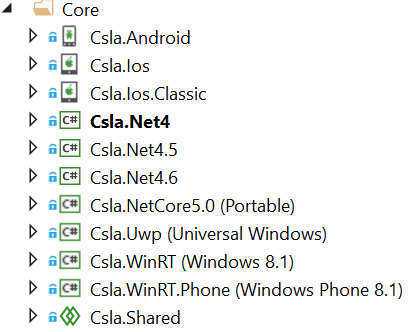 Core
Csla.Android
Csla.Ios
Csla.Ios.Classic
C# Csla.Net4
C# Csla.Net4.5
C# Csla.Net4.6
C# Csla.NetCore5.0 (Portable)
C# Csla.Uwp (Universal Windows)
C# Csla.WinRT (Windows 8.1)
C# Csla.WinRT.Phone (Windows Phone 8.1)
Csla.Shared